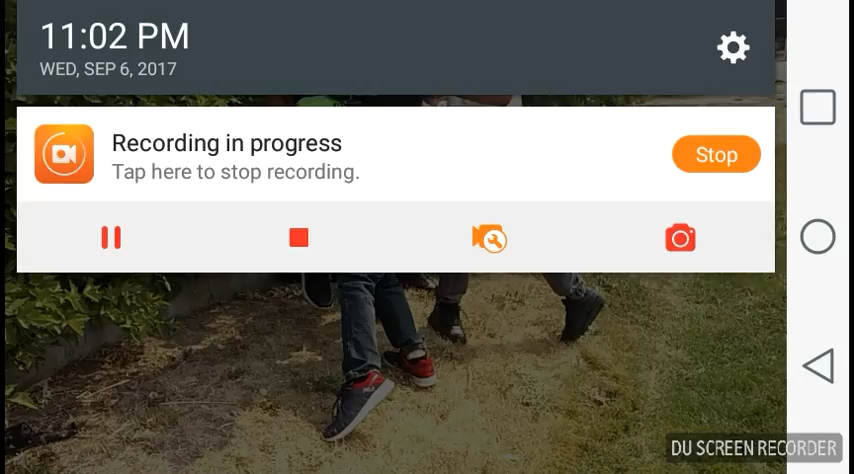 11:02 PM
WED, SEP 6, 2017
Recording in progress
Tap here to stop recording.
Stop
FILA
DU SCREEN RECORDER